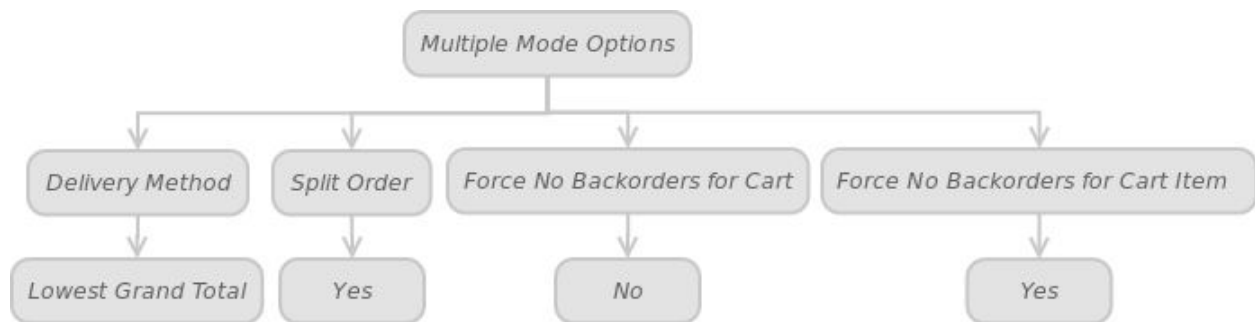 Multiple Mode Options
Delivery Method
Split Order
Force No Backorders for Cart
Force No Backorders for Cart Item
Lowest Grand Total
Yes
No
Yes